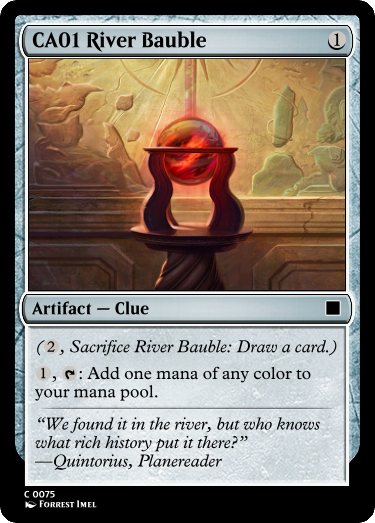 CA01 River Bauble 1
Artifact — Clue
(2, Sacrifice River Bauble: Draw a card.)
1, : Add one mana of any color to
your mana pool.
“We found it in the river, but who knows
what rich history put it there?”
—Quintorius, Planereader
C 0075
Forrest Imel